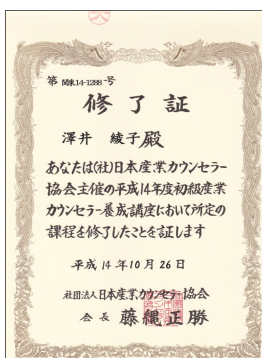 第 関東14-1288 号
修了証
澤井 綾子殿
あなたは(社)日本産業カウンセラー
協会主催の平成14年度初級産業
カウンセラー養成講座において所定の
課程を修了したことを証します
平成 14 年 10 月 26 日
社団法人日本産業カウンセラー協会
会長 藤縄正勝